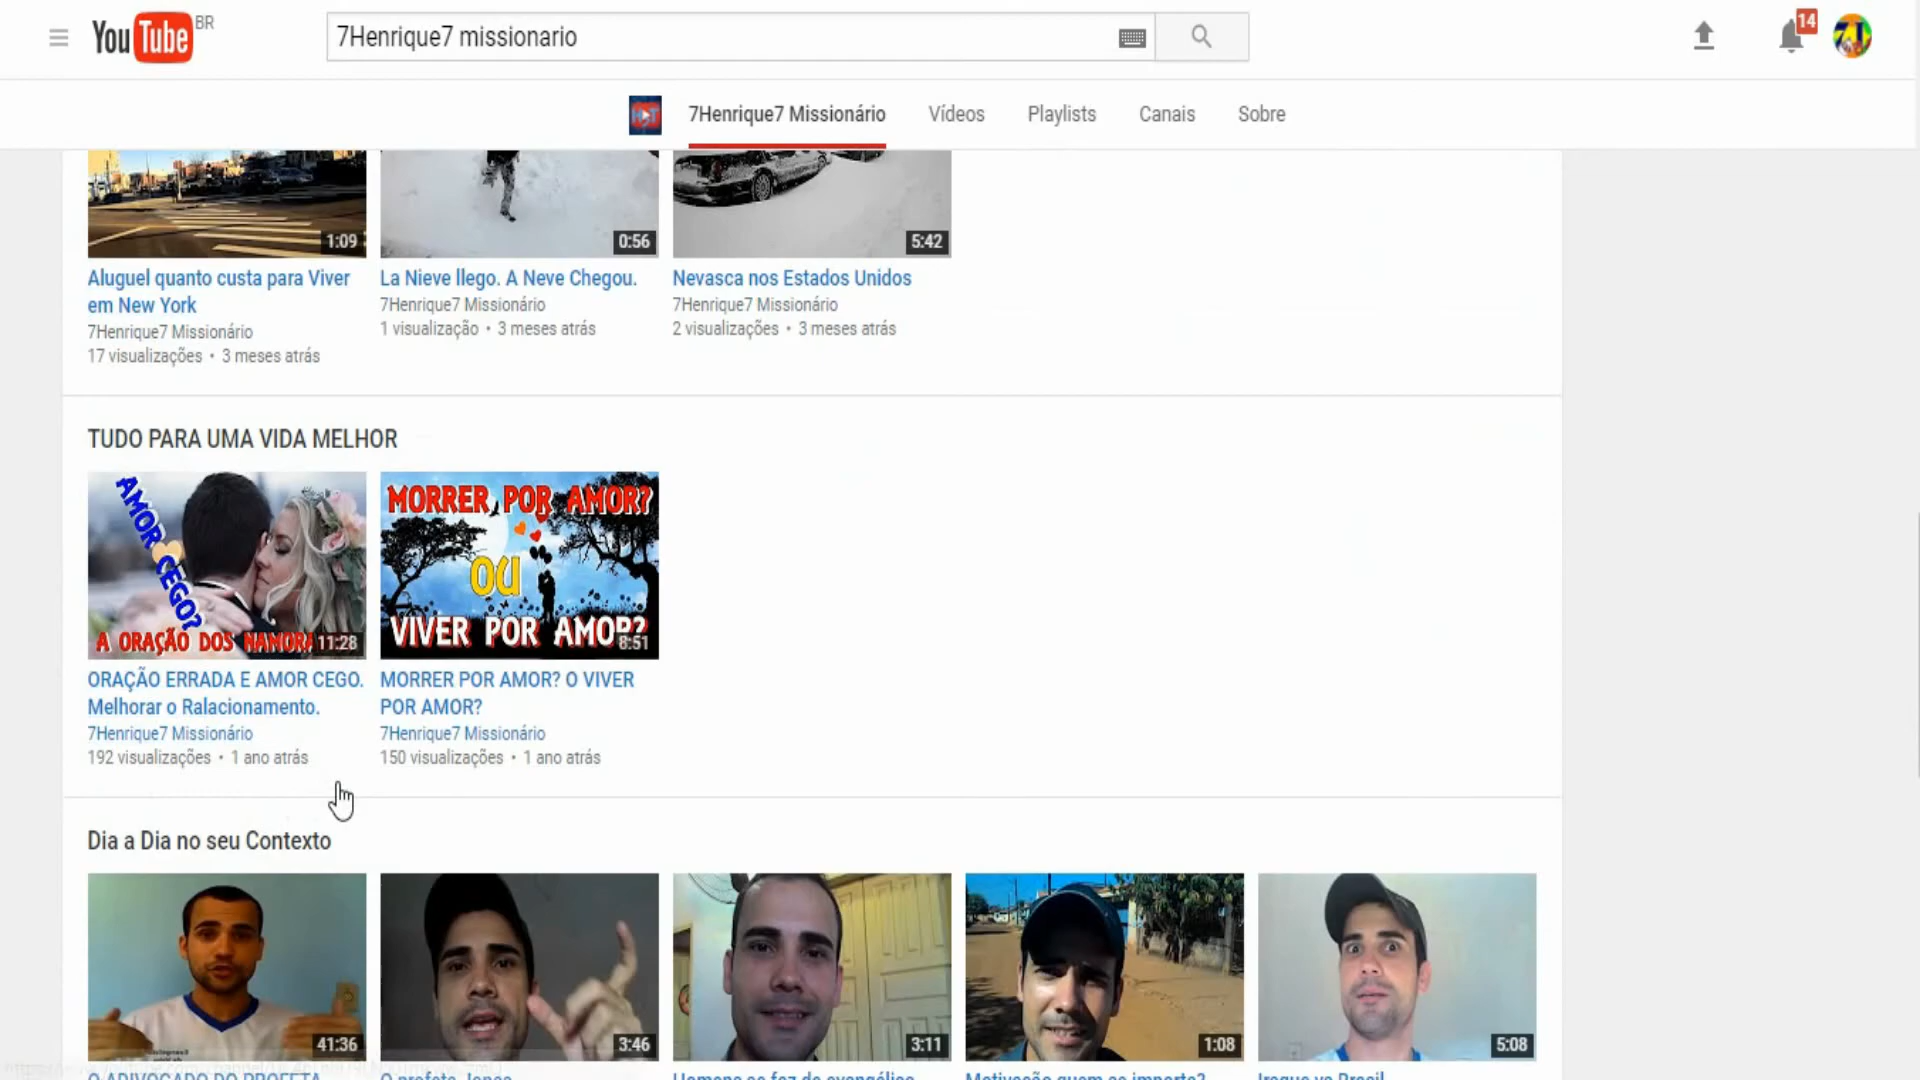 YouTube BR
7Henrique7 missionario
14
7Henrique7 Missionário Vídeos Playlists Canais Sobre
1:09
0:56
5:42
Aluguel quanto custa para Viver
em New York
7Henrique7 Missionário
17 visualizações • 3 meses atrás
La Nieve llego. A Neve Chegou.
7Henrique7 Missionário
1 visualização • 3 meses atrás
Nevasca nos Estados Unidos
7Henrique7 Missionário
2 visualizações • 3 meses atrás
TUDO PARA UMA VIDA MELHOR
AMOR CEGO?
A ORAÇÃO DOS
11:28
MORRER POR AMOR?
OU
VIVER POR AMOR?
8:51
ORAÇÃO ERRADA E AMOR CEGO.
Melhorar o Ralacionamento.
7Henrique7 Missionário
192 visualizações • 1 ano atrás
MORRER POR AMOR? O VIVER
POR AMOR?
7Henrique7 Missionário
150 visualizações • 1 ano atrás
Dia a Dia no seu Contexto
41:36
3:46
3:11
1:08
5:08